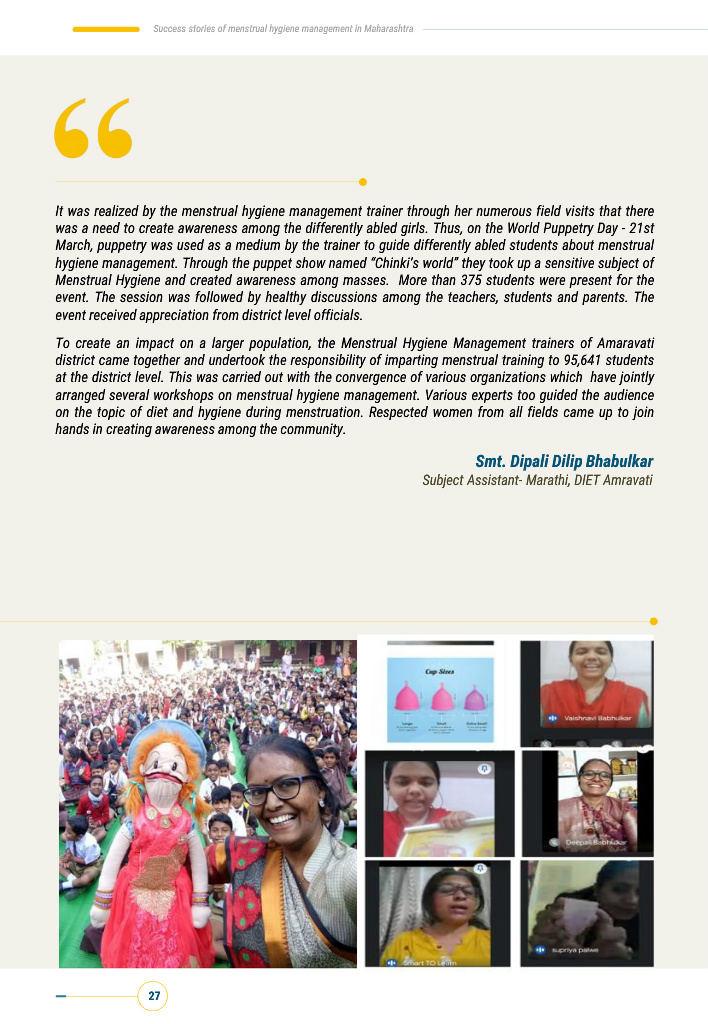 Success stories of menstrual hygiene management in Maharashtra
“
It was realized by the menstrual hygiene management trainer through her numerous field visits that there
was a need to create awareness among the differently abled girls. Thus, on the World Puppetry Day - 21st
March, puppetry was used as a medium by the trainer to guide differently abled students about menstrual
hygiene management. Through the puppet show named “Chinki’s world” they took up a sensitive subject of
Menstrual Hygiene and created awareness among masses.  More than 375 students were present for the
event. The session was followed by healthy discussions among the teachers, students and parents. The
event received appreciation from district level officials.
To create an impact on a larger population, the Menstrual Hygiene Management trainers of Amaravati
district came together and undertook the responsibility of imparting menstrual training to 95,641 students
at the district level. This was carried out with the convergence of various organizations which  have jointly
arranged several workshops on menstrual hygiene management. Various experts too guided the audience
on the topic of diet and hygiene during menstruation. Respected women from all fields came up to join
hands in creating awareness among the community.
Smt. Dipali Dilip Bhabulkar
Subject Assistant- Marathi, DIET Amravati
Cup Sizes
Large Small Extra Small
Vaishnavi Babhulkar
Deepali Babhulkar
Smart TO
supriya palwe
27